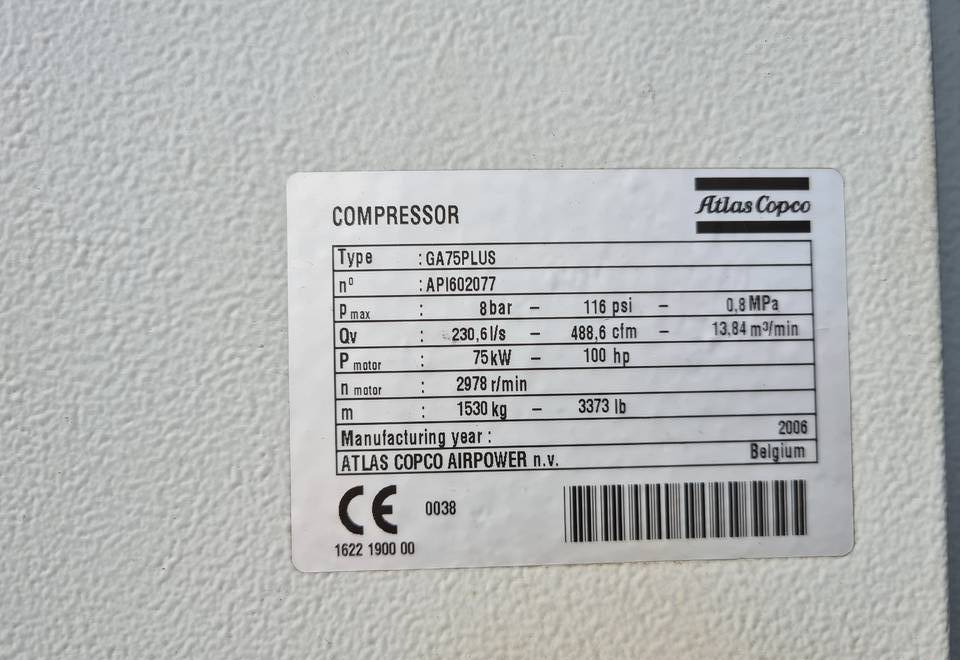 COMPRESSOR
Atlas Copco
Type : GA75PLUS
nº : API602077
p max : 8 bar – 116 psi – 0,8 MPa
Qv : 230,6 l/s – 488,6 cfm – 13,84 m³/min
P motor : 75 kW – 100 hp
n motor : 2978 r/min
m : 1530 kg – 3373 lb
Manufacturing year : 2006
ATLAS COPCO AIRPOWER n.v. Belgium
CE 0038
1622 1900 00